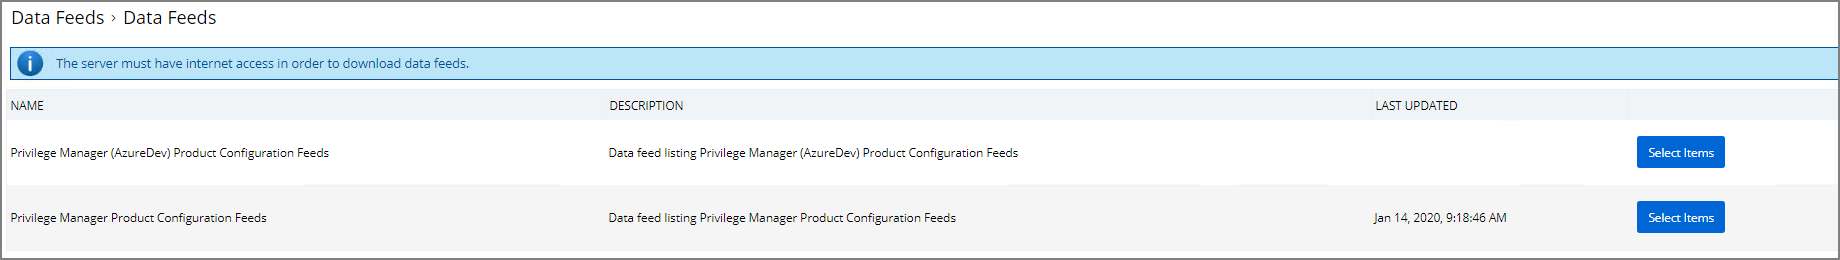 Data Feeds › Data Feeds
The server must have internet access in order to download data feeds.
NAME DESCRIPTION LAST UPDATED
Privilege Manager (AzureDev) Product Configuration Feeds Data feed listing Privilege Manager (AzureDev) Product Configuration Feeds Select Items
Privilege Manager Product Configuration Feeds Data feed listing Privilege Manager Product Configuration Feeds Jan 14, 2020, 9:18:46 AM Select Items